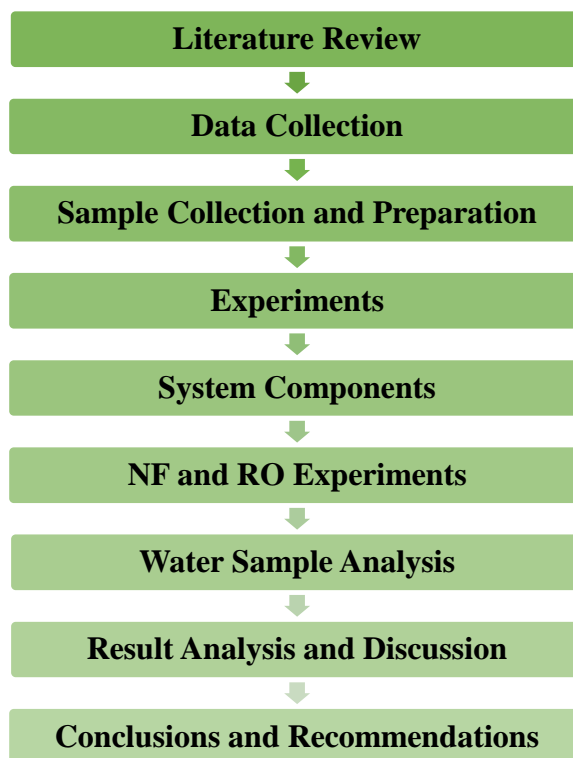 Literature Review
Data Collection
Sample Collection and Preparation
Experiments
System Components
NF and RO Experiments
Water Sample Analysis
Result Analysis and Discussion
Conclusions and Recommendations